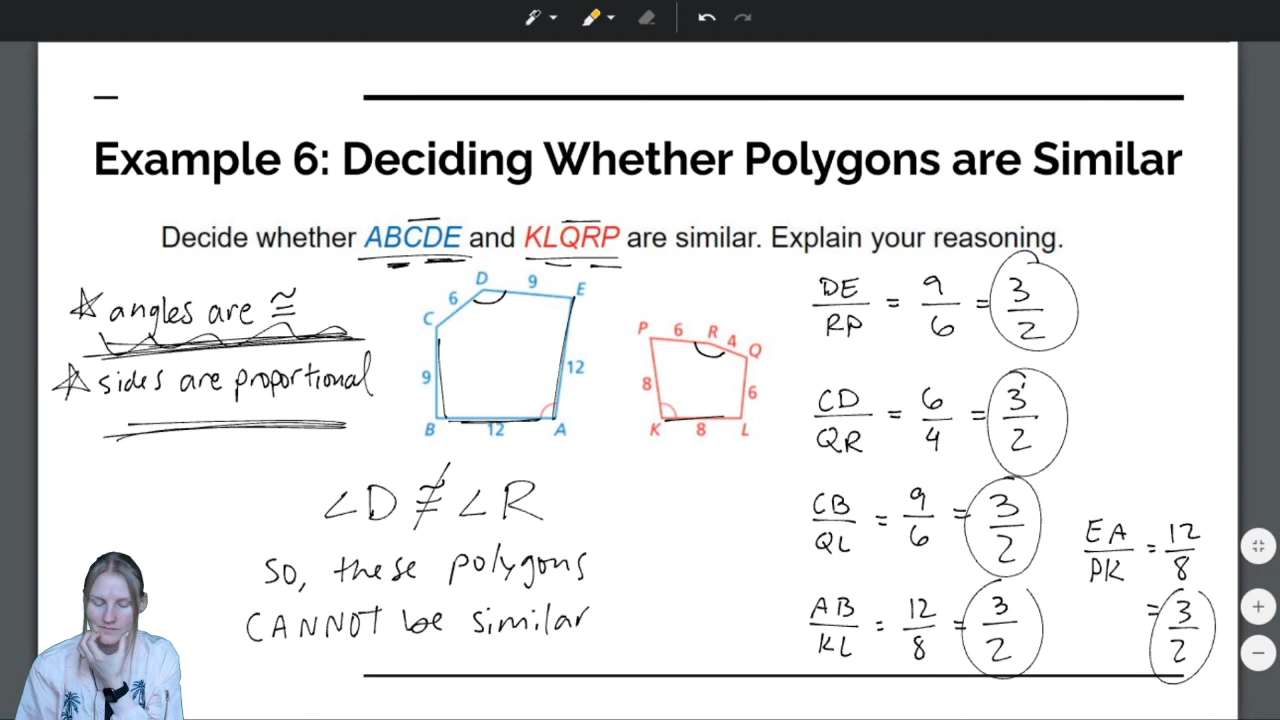 Example 6: Deciding Whether Polygons are Similar
Decide whether ABCDE and KLQRP are similar. Explain your reasoning.
☆ angles are ≅
☆ sides are proportional
D 9 E
6
C
9
12
B 12 A
P 6 R 4 Q
8
6
K 8 L
∠D ≇ ∠R
so, these polygons
CANNOT be similar
DE/RP = 9/6 = 3/2
CD/QR = 6/4 = 3/2
CB/QL = 9/6 = 3/2
AB/KL = 12/8 = 3/2
EA/PK = 12/8
= 3/2